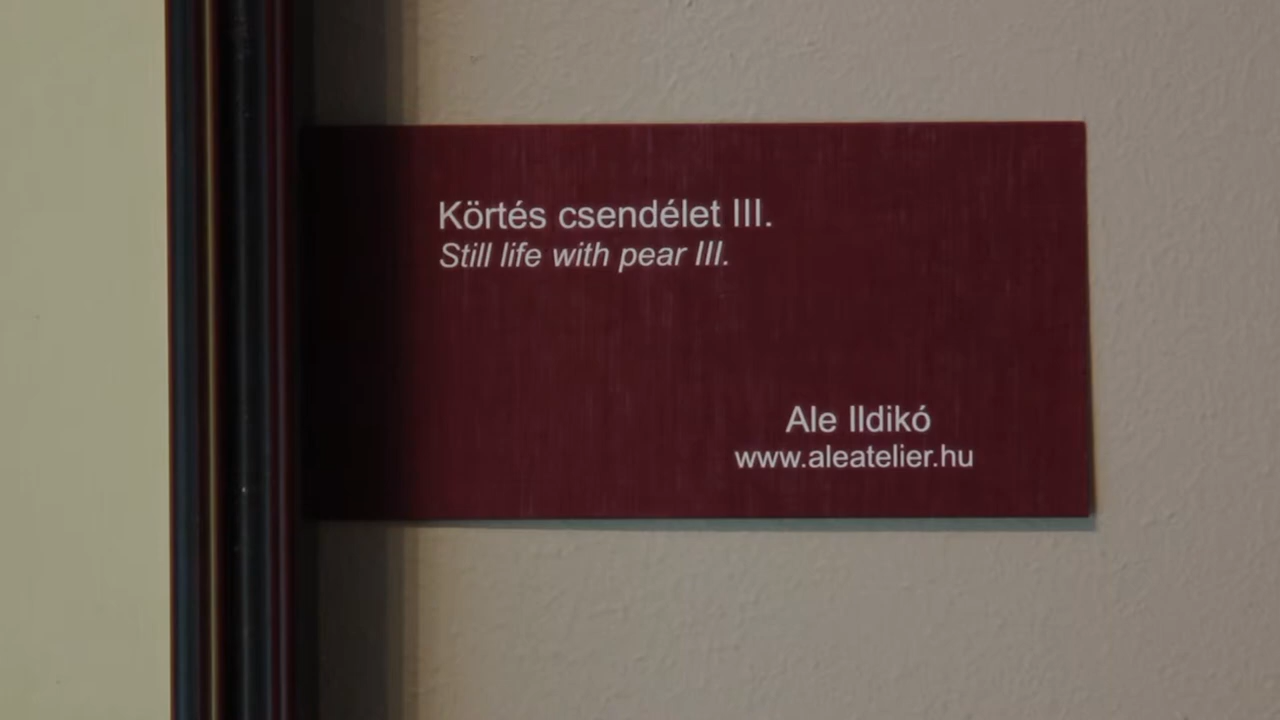 Körtés csendélet III.
Still life with pear III.
Ale Ildikó
www.aleatelier.hu